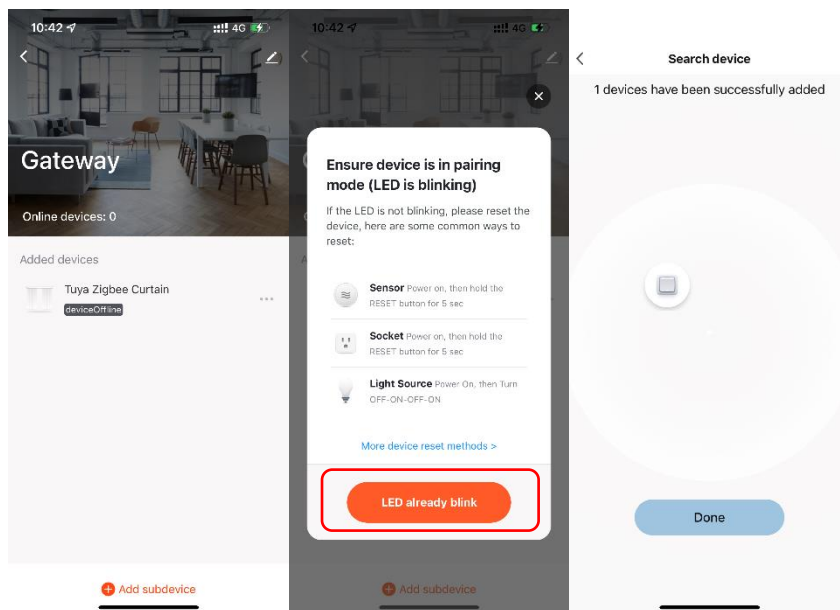 10:42
4G
Gateway
Online devices: 0
Added devices
Tuya Zigbee Curtain
deviceOffline
Add subdevice
10:42
4G
Ensure device is in pairing
mode (LED is blinking)
If the LED is not blinking, please reset the
device, here are some common ways to
reset:
Sensor Power on, then hold the
RESET button for 5 sec
Socket Power on, then hold the
RESET button for 5 sec
Light Source Power On, then Turn
OFF-ON-OFF-ON
More device reset methods >
LED already blink
Add subdevice
Search device
1 devices have been successfully added
Done